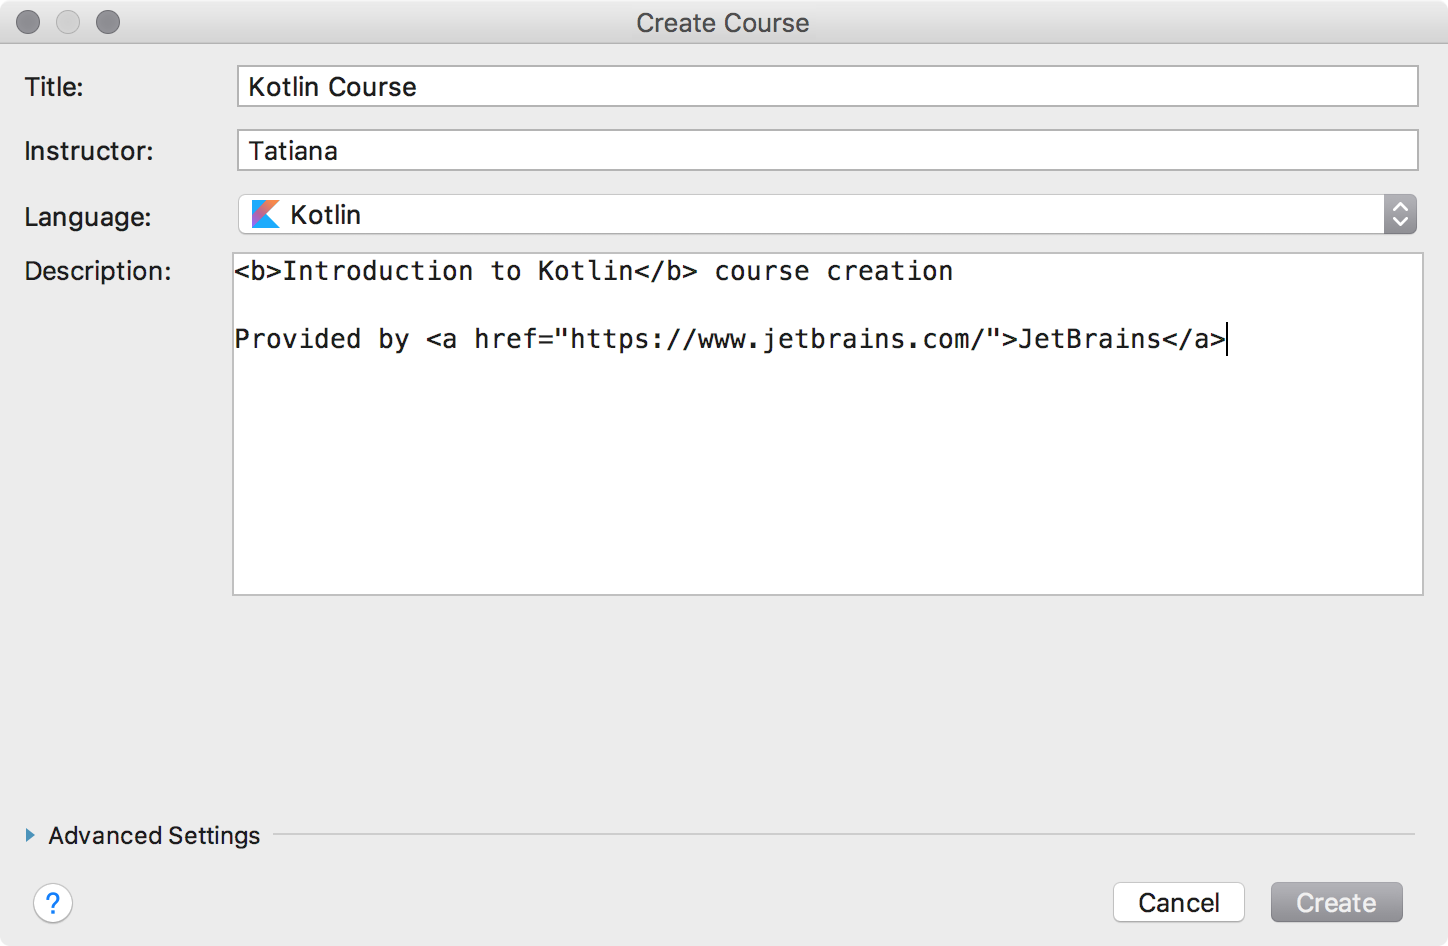 Create Course
Title: Kotlin Course
Instructor: Tatiana
Language: Kotlin
Description: <b>Introduction to Kotlin</b> course creation
Provided by <a href="https://www.jetbrains.com/">JetBrains</a>
Advanced Settings
? Cancel Create